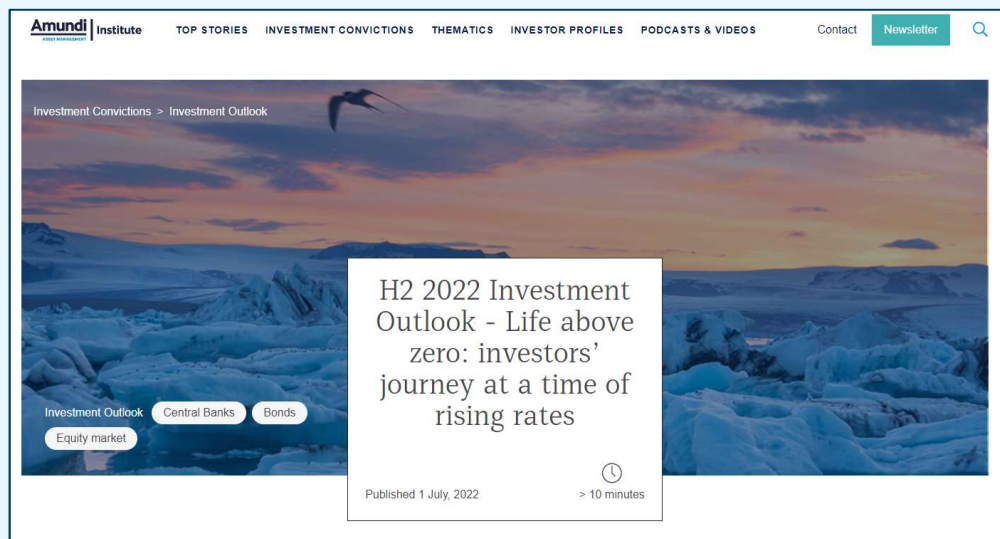 Amundi Institute
ASSET MANAGEMENT
TOP STORIES INVESTMENT CONVICTIONS THEMATICS INVESTOR PROFILES PODCASTS & VIDEOS Contact Newsletter
Investment Convictions > Investment Outlook
H2 2022 Investment
Outlook - Life above
zero: investors’
journey at a time of
rising rates
Investment Outlook Central Banks Bonds
Equity market
Published 1 July, 2022 > 10 minutes